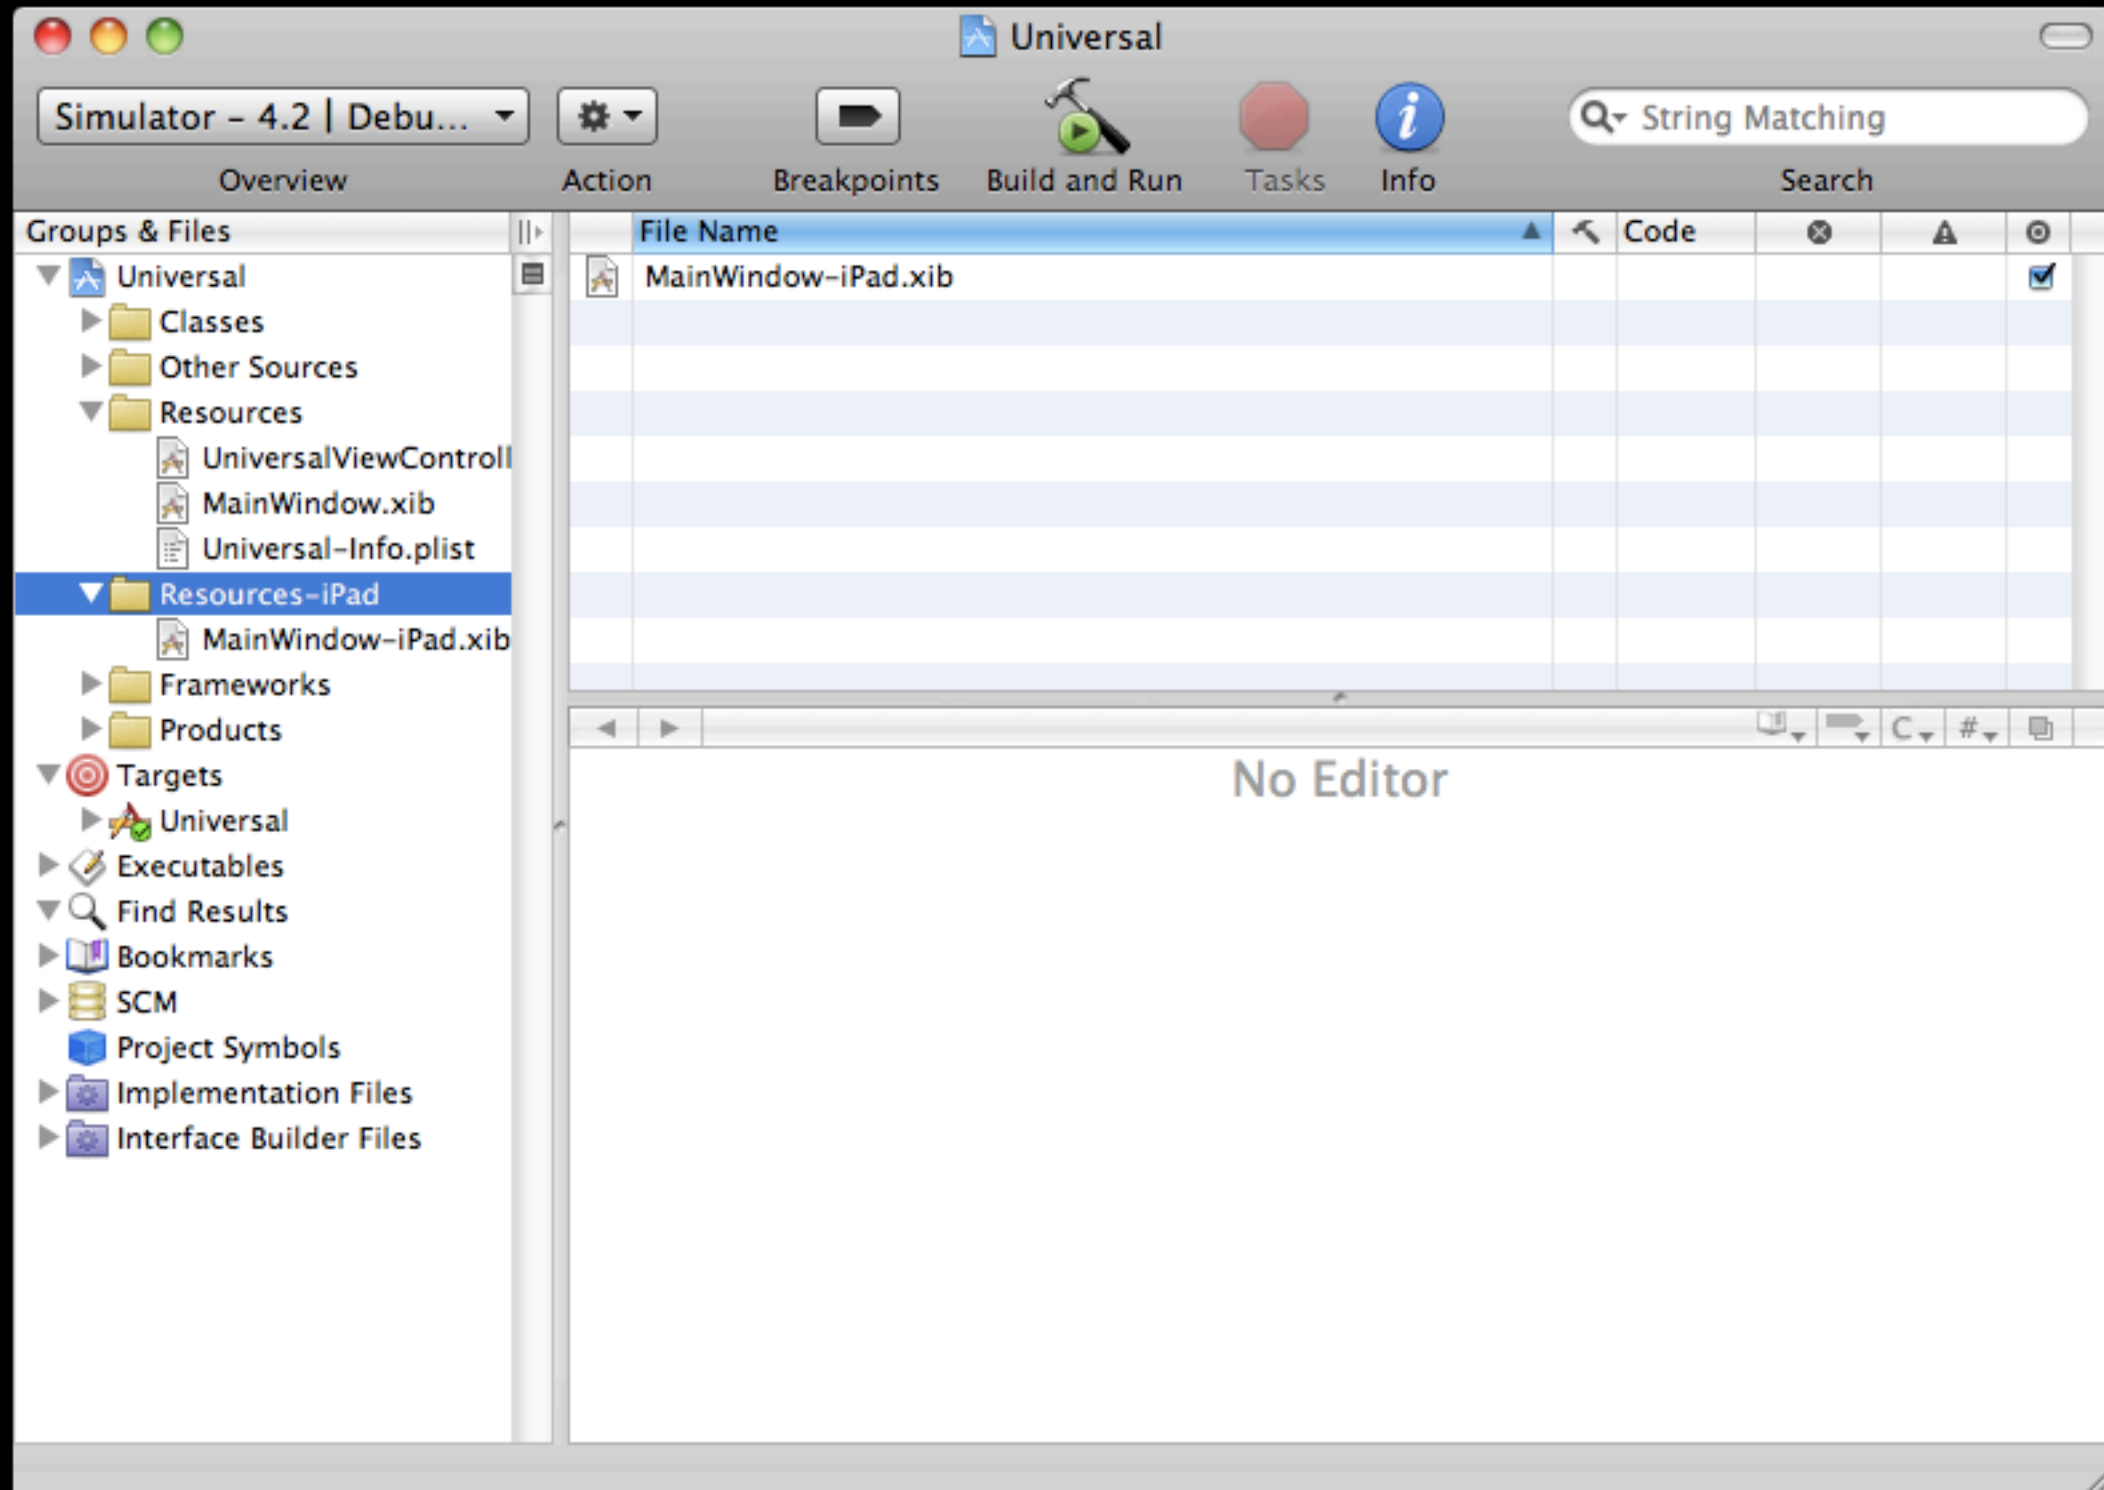 Universal
Simulator – 4.2 | Debu...
String Matching
Overview
Action
Breakpoints
Build and Run
Tasks
Info
Search
Groups & Files
File Name
Code
Universal
MainWindow-iPad.xib
Classes
Other Sources
Resources
UniversalViewControll
MainWindow.xib
Universal-Info.plist
Resources-iPad
MainWindow-iPad.xib
Frameworks
Products
C
#
Targets
No Editor
Universal
Executables
Find Results
Bookmarks
SCM
Project Symbols
Implementation Files
Interface Builder Files